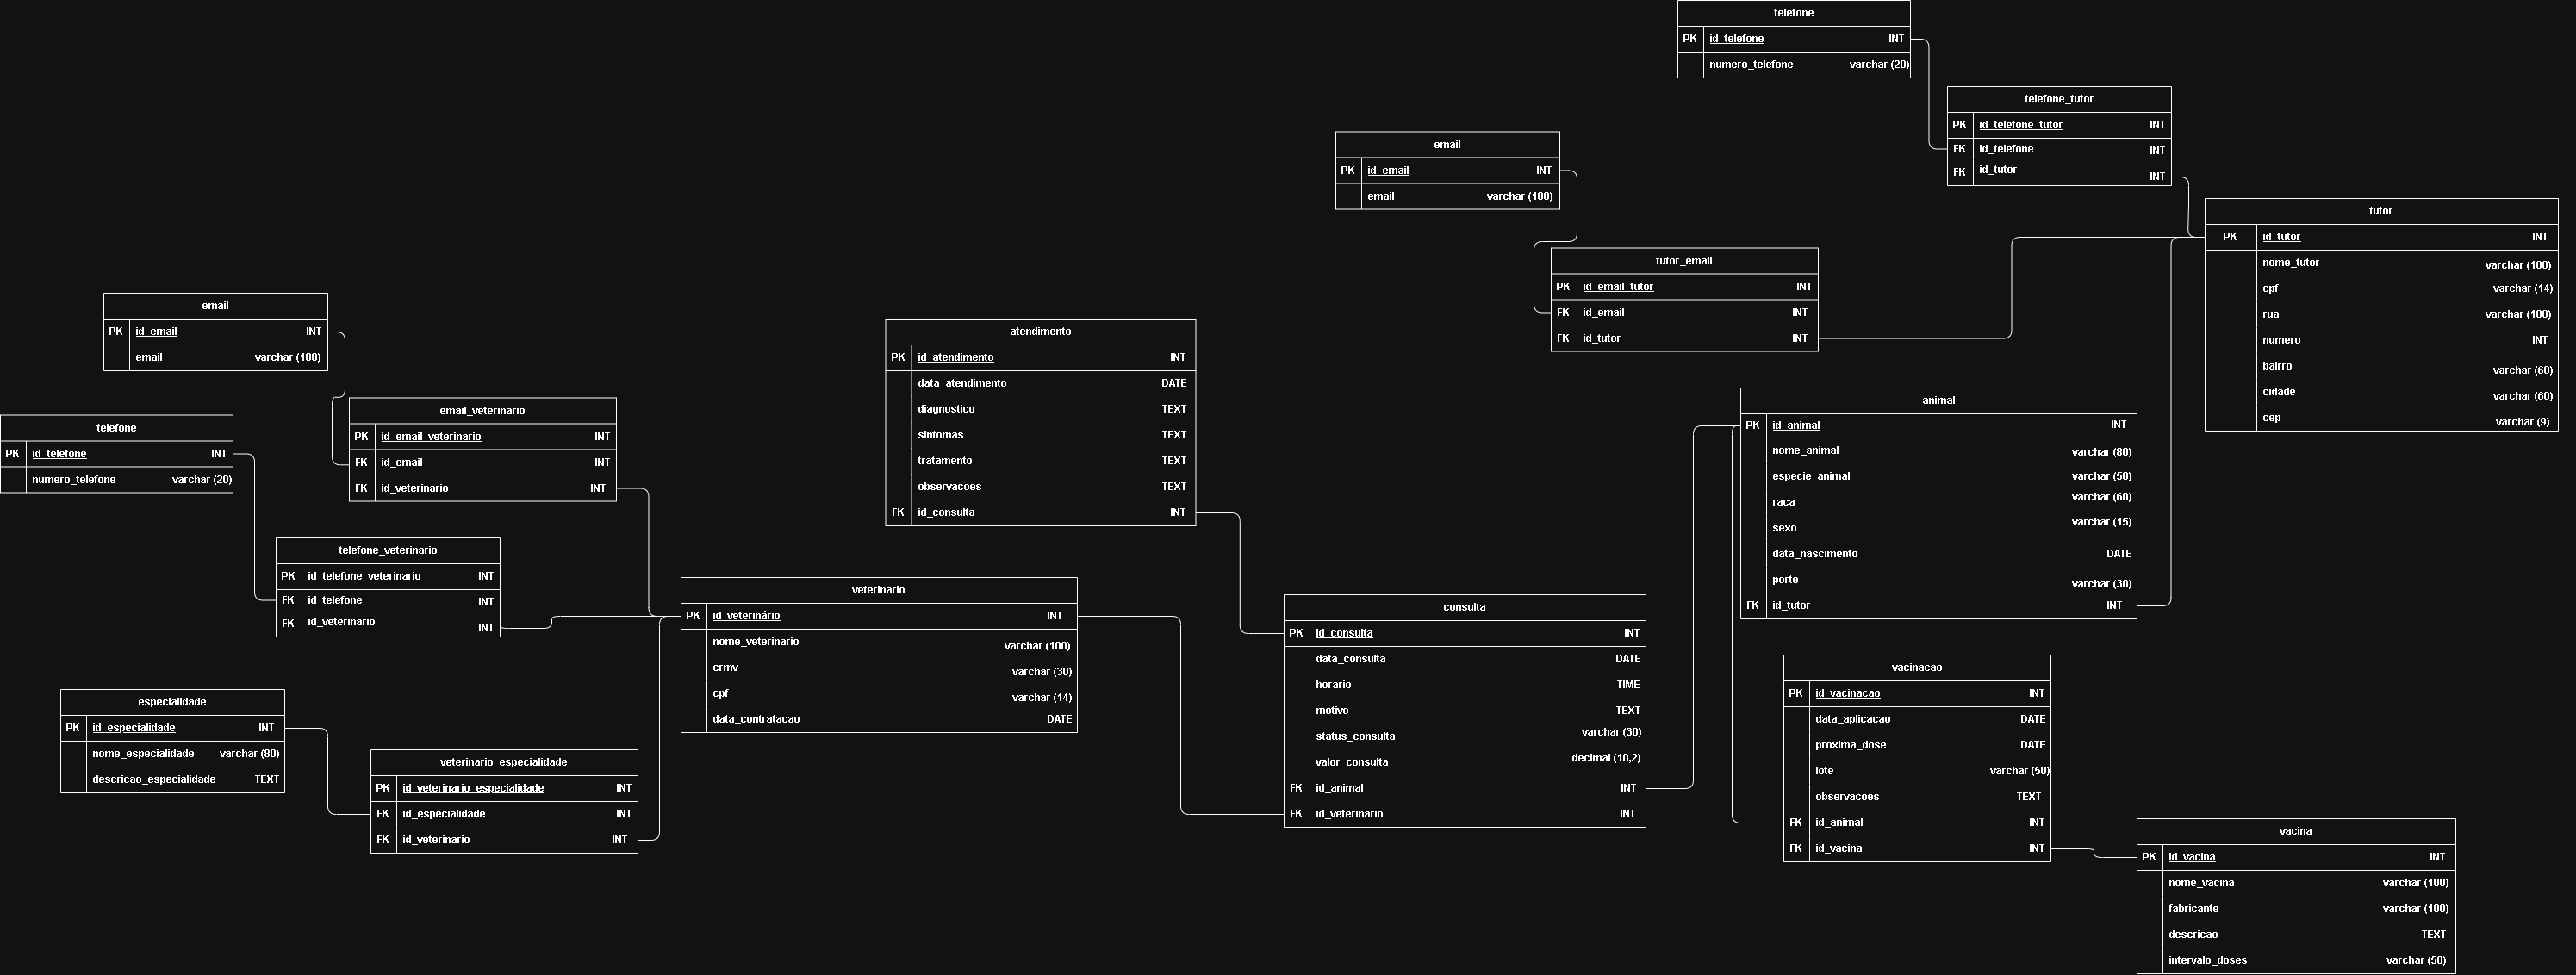 telefone
PK id_telefone INT
numero_telefone varchar (20)
telefone_tutor
PK id_telefone_tutor INT
FK id_telefone INT
FK id_tutor INT
email
PK id_email INT
email varchar (100)
tutor
PK id_tutor INT
nome_tutor varchar (100)
cpf varchar (14)
rua varchar (100)
numero INT
bairro varchar (60)
cidade varchar (60)
cep varchar (9)
tutor_email
PK id_email_tutor INT
FK id_email INT
FK id_tutor INT
email
PK id_email INT
email varchar (100)
atendimento
PK id_atendimento INT
data_atendimento DATE
diagnostico TEXT
sintomas TEXT
tratamento TEXT
observacoes TEXT
FK id_consulta INT
animal
PK id_animal INT
nome_animal varchar (80)
especie_animal varchar (50)
raca varchar (60)
sexo varchar (15)
data_nascimento DATE
porte varchar (30)
FK id_tutor INT
email_veterinario
PK id_email_veterinario INT
FK id_email INT
FK id_veterinario INT
telefone
PK id_telefone INT
numero_telefone varchar (20)
telefone_veterinario
PK id_telefone_veterinario INT
FK id_telefone INT
FK id_veterinario INT
veterinario
PK id_veterinário INT
nome_veterinario varchar (100)
crmv varchar (30)
cpf varchar (14)
data_contratacao DATE
consulta
PK id_consulta INT
data_consulta DATE
horario TIME
motivo TEXT
status_consulta varchar (30)
valor_consulta decimal (10,2)
FK id_animal INT
FK id_veterinario INT
vacinacao
PK id_vacinacao INT
data_aplicacao DATE
proxima_dose DATE
lote varchar (50)
observacoes TEXT
FK id_animal INT
FK id_vacina INT
especialidade
PK id_especialidade INT
nome_especialidade varchar (80)
descricao_especialidade TEXT
veterinario_especialidade
PK id_veterinario_especialidade INT
FK id_especialidade INT
FK id_veterinario INT
vacina
PK id_vacina INT
nome_vacina varchar (100)
fabricante varchar (100)
descricao TEXT
intervalo_doses varchar (50)